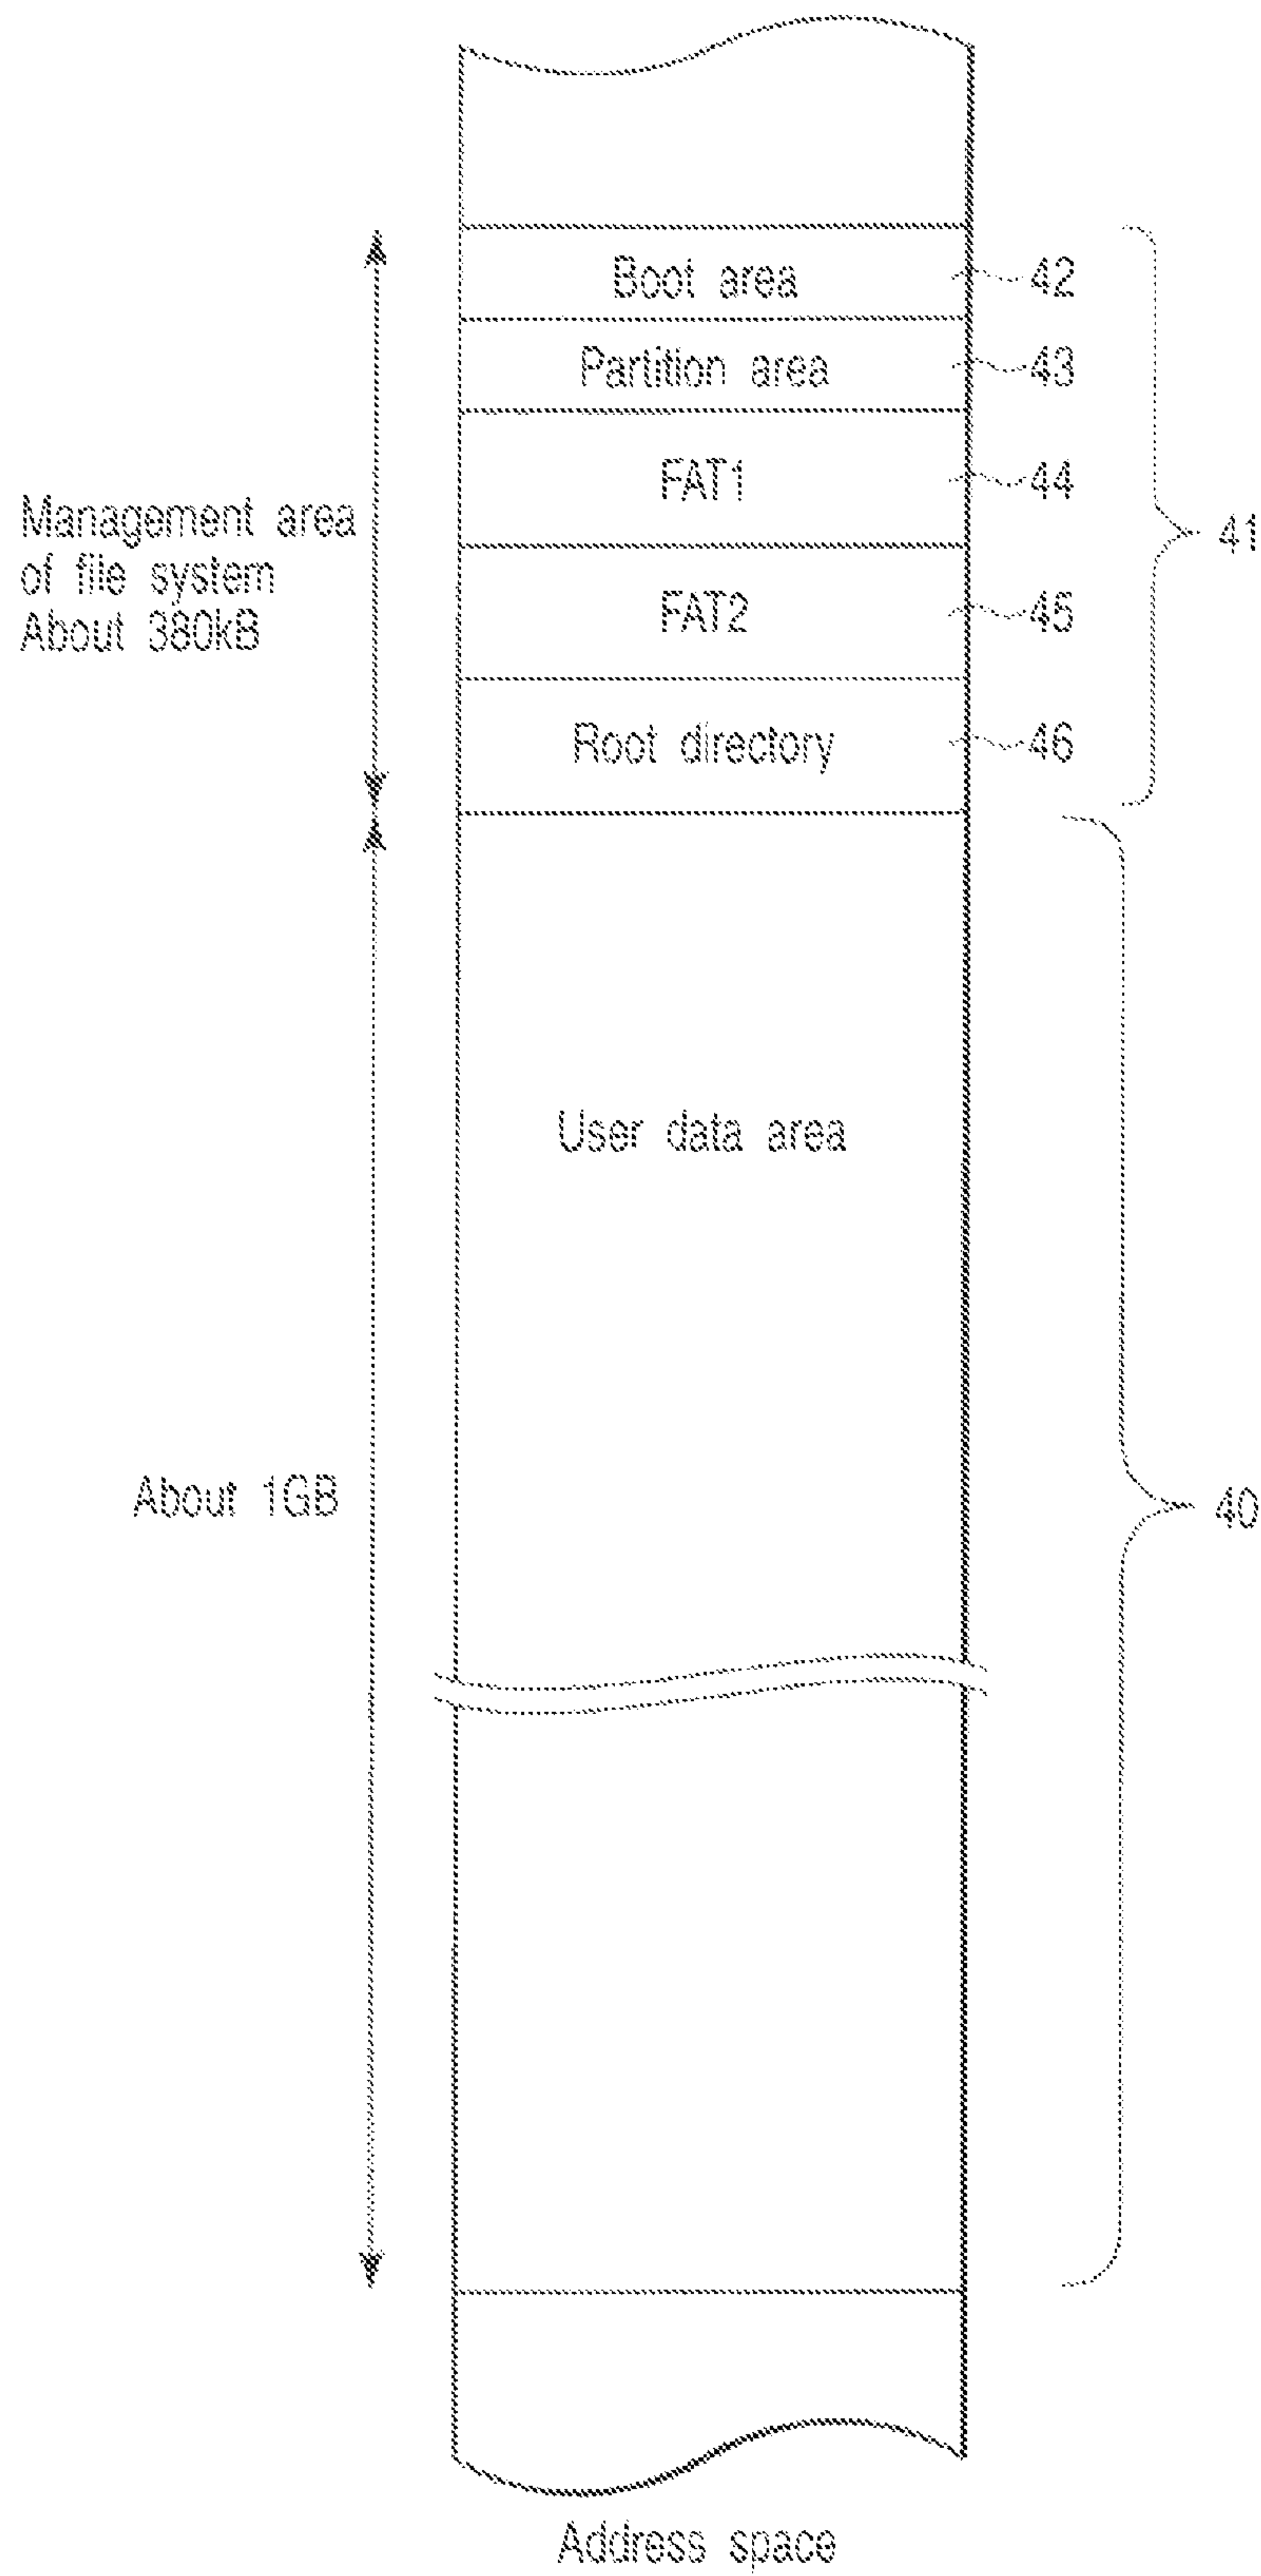 Boot area
42
Partition area
43
FAT1
44
Management area
of file system
About 380kB
41
FAT2
45
Root directory
46
User data area
About 1GB
40
Address space